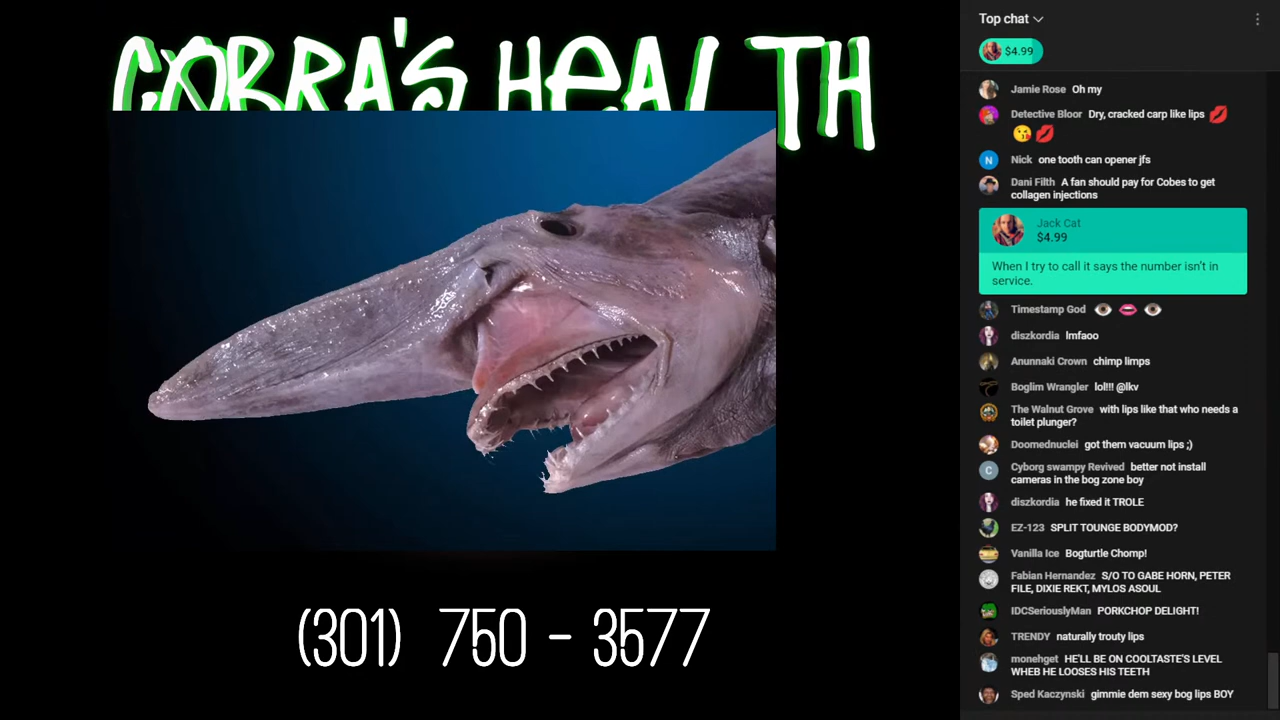 COBRA'S HEALTH
(301) 750 - 3577
Top chat
$4.99
Jamie Rose Oh my
Detective Bloor Dry, cracked carp like lips 💋
😘 💋
N Nick one tooth can opener jfs
Dani Filth A fan should pay for Cobes to get
collagen injections
Jack Cat
$4.99
When I try to call it says the number isn't in
service.
Timestamp God 👁 👄 👁
diszkordia lmfaoo
Anunnaki Crown chimp limps
Boglim Wrangler lol!!! @lkv
The Walnut Grove with lips like that who needs a
toilet plunger?
Doomednuclei got them vacuum lips ;)
C Cyborg swampy Revived better not install
cameras in the bog zone boy
diszkordia he fixed it TROLE
EZ-123 SPLIT TOUNGE BODYMOD?
Vanilla Ice Bogturtle Chomp!
Fabian Hernandez S/O TO GABE HORN, PETER
FILE, DIXIE REKT, MYLOS ASOUL
IDCSeriouslyMan PORKCHOP DELIGHT!
TRENDY naturally trouty lips
monehget HE'LL BE ON COOLTASTE'S LEVEL
WHEB HE LOOSES HIS TEETH
Sped Kaczynski gimmie dem sexy bog lips BOY